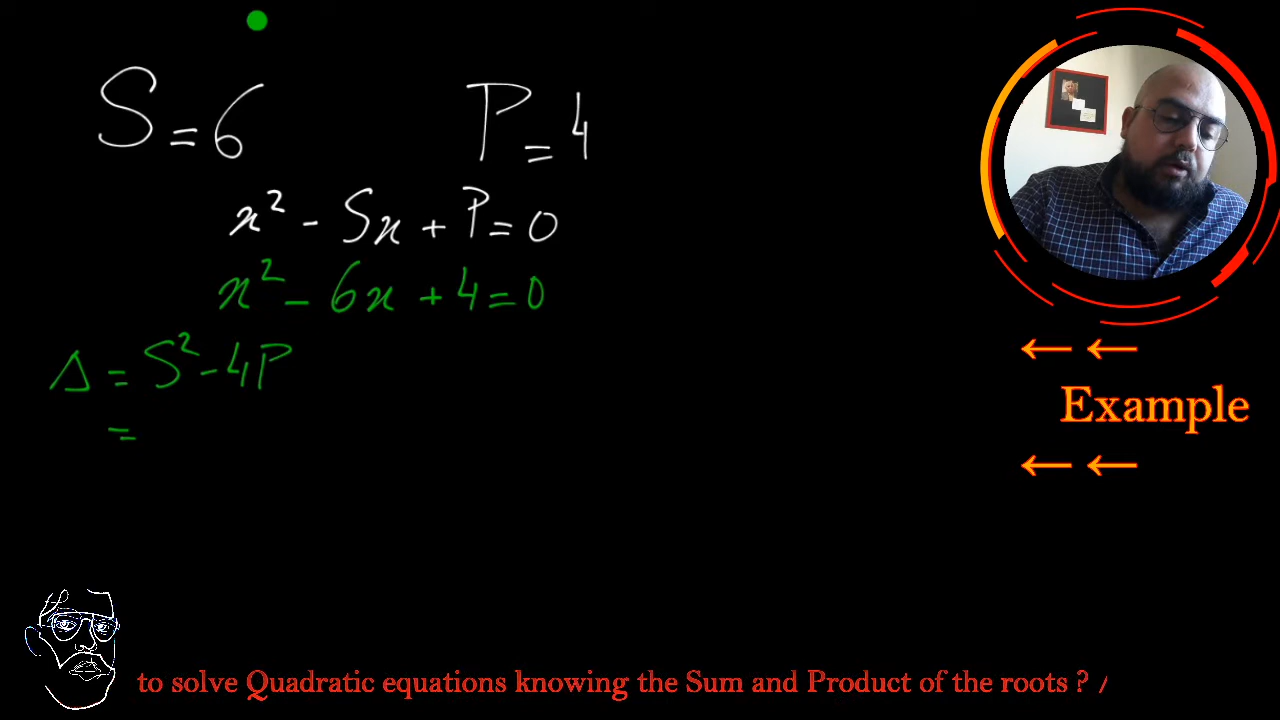 S = 6 P = 4
x² - Sx + P = 0
x² - 6x + 4 = 0
Δ = S² - 4P
=
← ←
Example
← ←
to solve Quadratic equations knowing the Sum and Product of the roots ? /